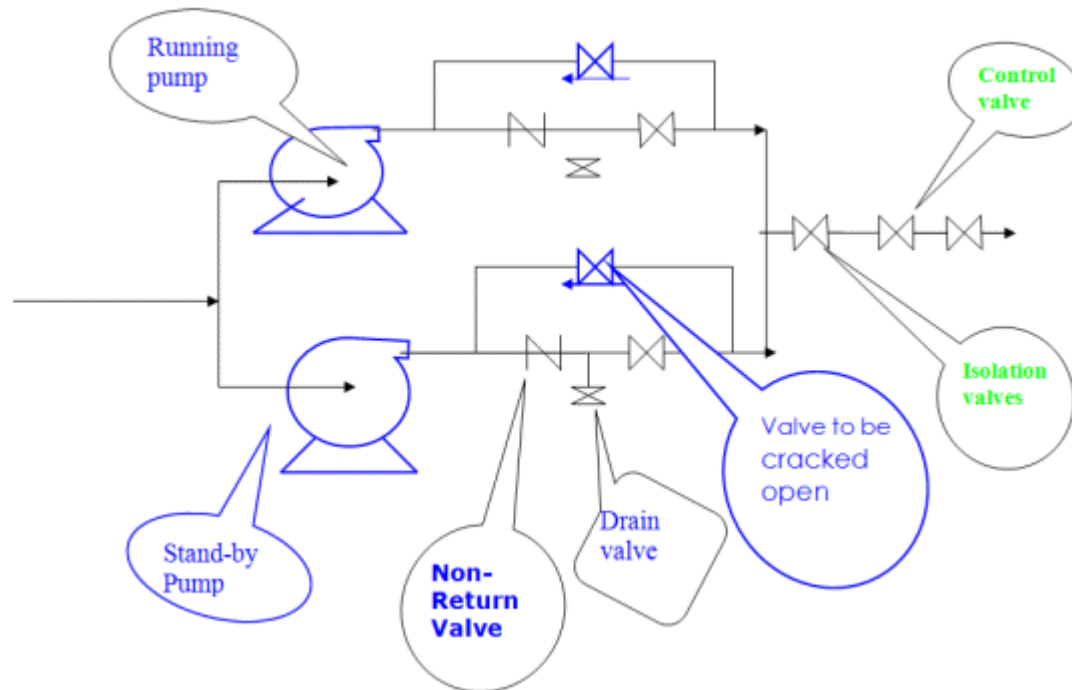 Running
pump
Control
valve
Isolation
valves
Valve to be
cracked
open
Drain
valve
Stand-by
Pump
Non-
Return
Valve